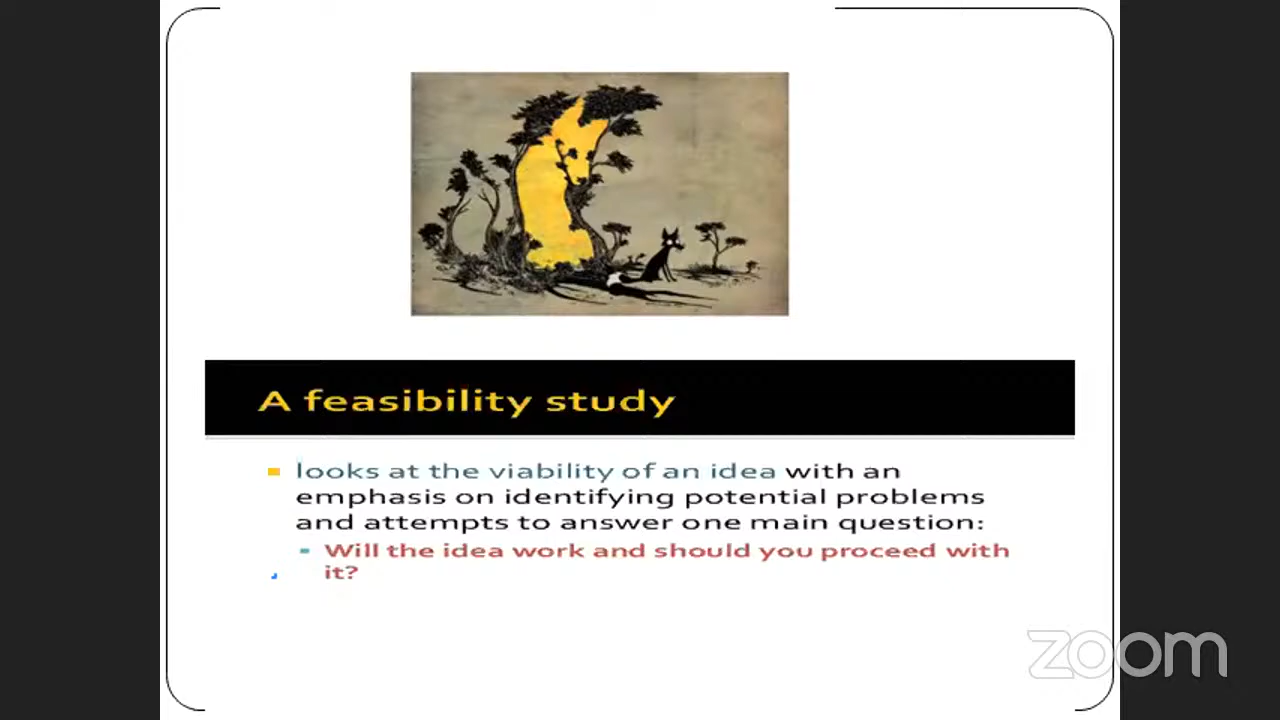 A feasibility study
looks at the viability of an idea with an
emphasis on identifying potential problems
and attempts to answer one main question:
Will the idea work and should you proceed with
it?
zoom